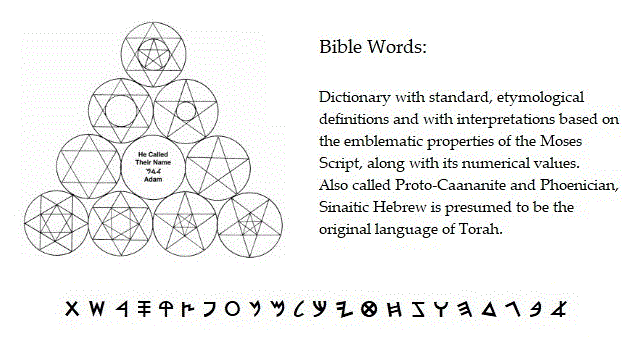 He Called
Their Name
𐤀𐤃𐤌
Adam
Bible Words:
Dictionary with standard, etymological
definitions and with interpretations based on
the emblematic properties of the Moses
Script, along with its numerical values.
Also called Proto-Caananite and Phoenician,
Sinaitic Hebrew is presumed to be the
original language of Torah.
𐤀 𐤁 𐤂 𐤃 𐤄 𐤅 𐤆 𐤇 𐤈 𐤉 𐤊 𐤋 𐤌 𐤍 𐤏 𐤐 𐤑 𐤒 𐤎 𐤓 𐤔 𐤕